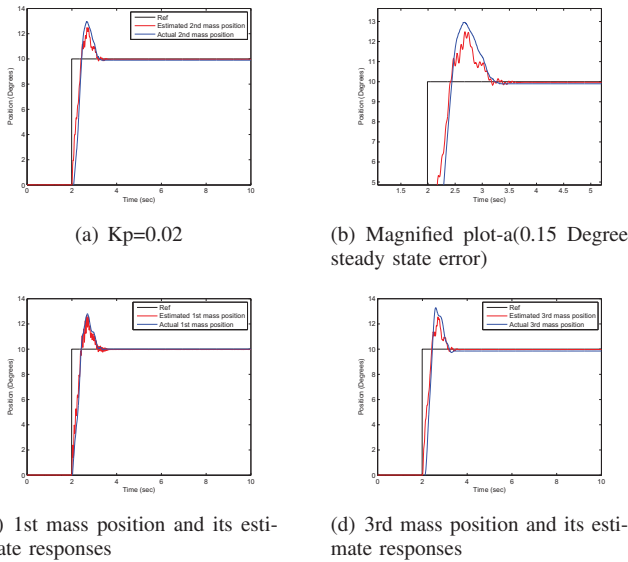 14
12
10
8
6
4
2
0
0 2 4 6 8 10
Position (Degrees)
Time (sec)
Ref
Estimated 2nd mass position
Actual 2nd mass position
(a) Kp=0.02
13
12
11
10
9
8
7
6
5
1.5 2 2.5 3 3.5 4 4.5 5
Position (Degrees)
Time (sec)
(b) Magnified plot-a(0.15 Degree
steady state error)
14
12
10
8
6
4
2
0
0 2 4 6 8 10
Position (Degrees)
Time (sec)
Ref
Estimated 1st mass position
Actual 1st mass position
) 1st mass position and its esti-
ate responses
14
12
10
8
6
4
2
0
0 2 4 6 8 10
Position (Degrees)
Time (sec)
Ref
Estimated 3rd mass position
Actual 3rd mass position
(d) 3rd mass position and its esti-
mate responses